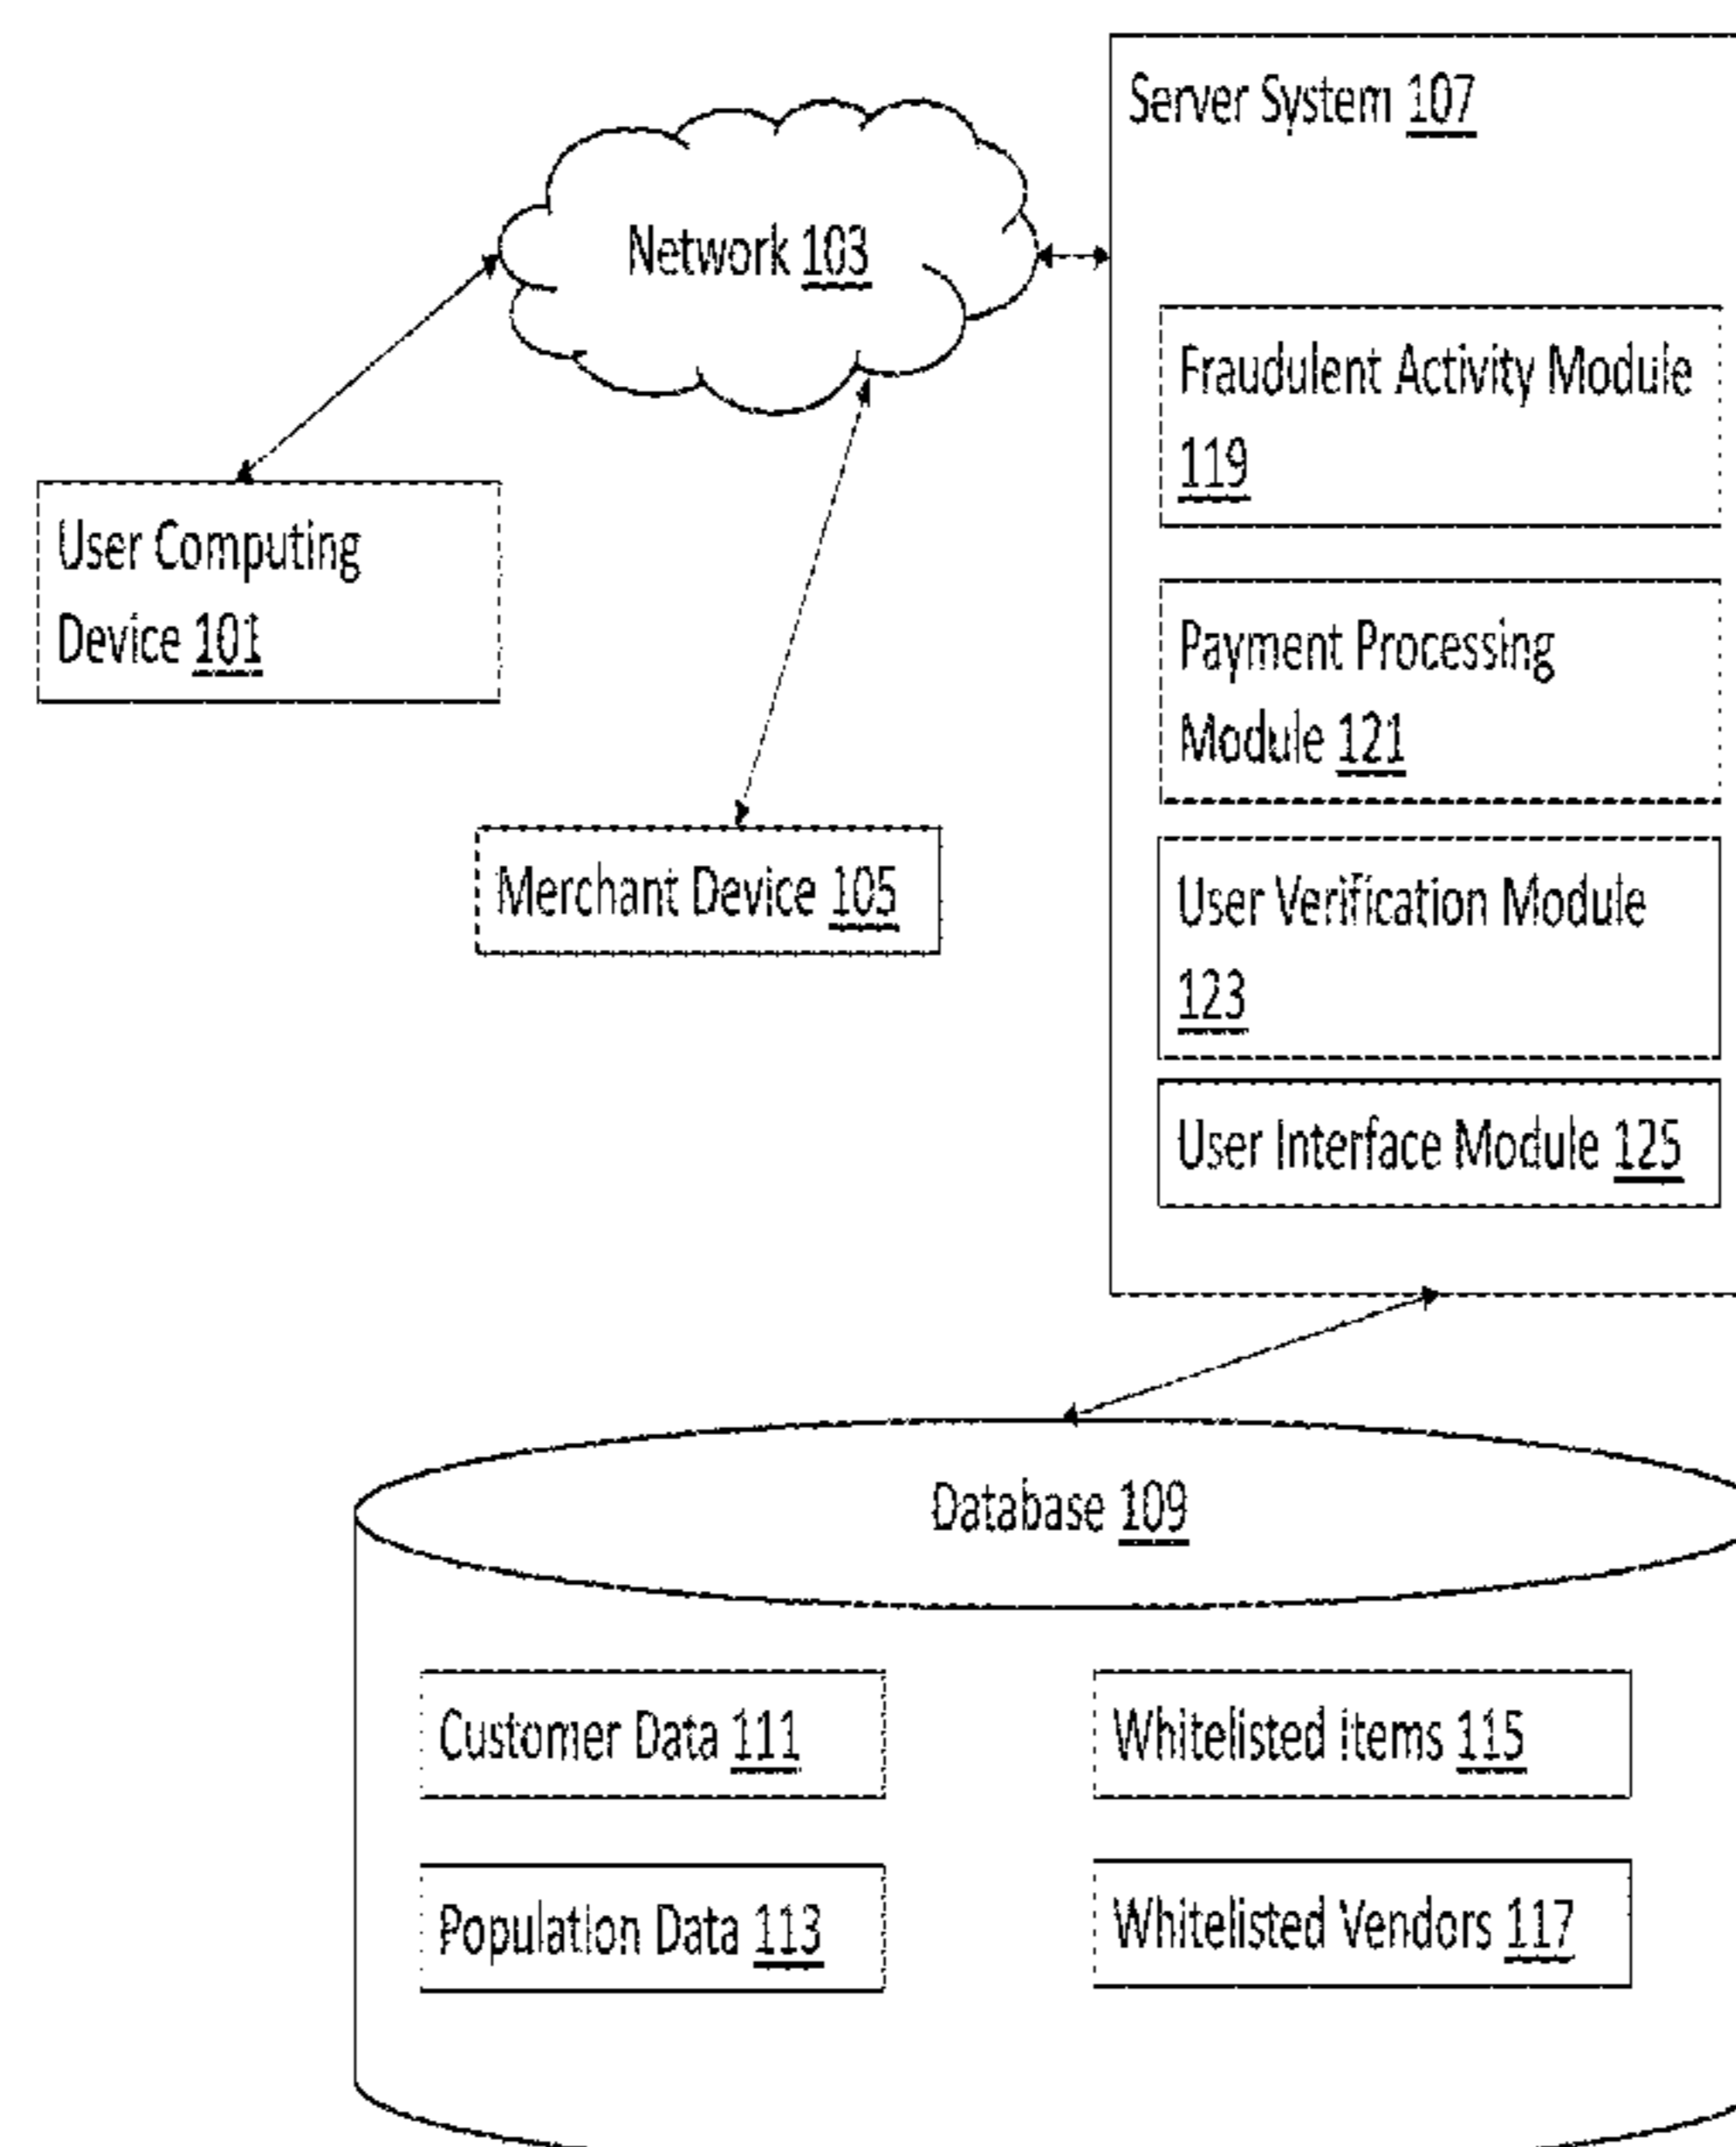 Server System 107
Network 103
Fraudulent Activity Module
119
User Computing
Device 101
Payment Processing
Module 121
Merchant Device 105
User Verification Module
123
User Interface Module 125
Database 109
Customer Data 111
Whitelisted Items 115
Population Data 113
Whitelisted Vendors 117